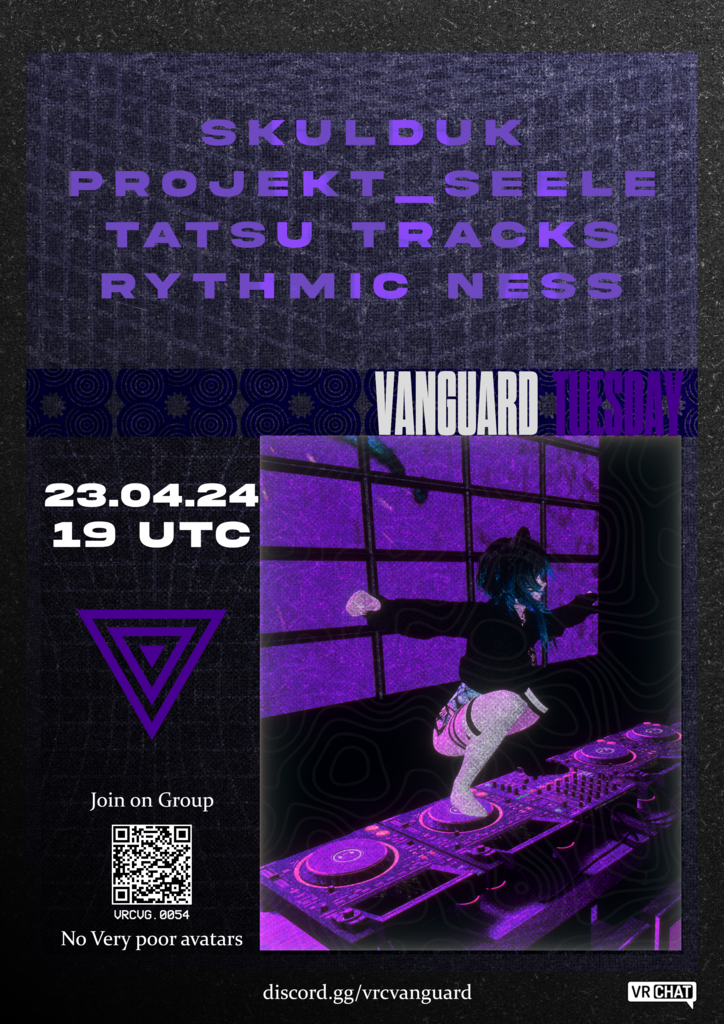 SKULDUK
PROJEKT_SEELE
TATSU TRACKS
RYTHMIC NESS
VANGUARD TUESDAY
23.04.24
19 UTC
Join on Group
VRCVG.0054
No Very poor avatars
discord.gg/vrcvanguard
VRCHAT